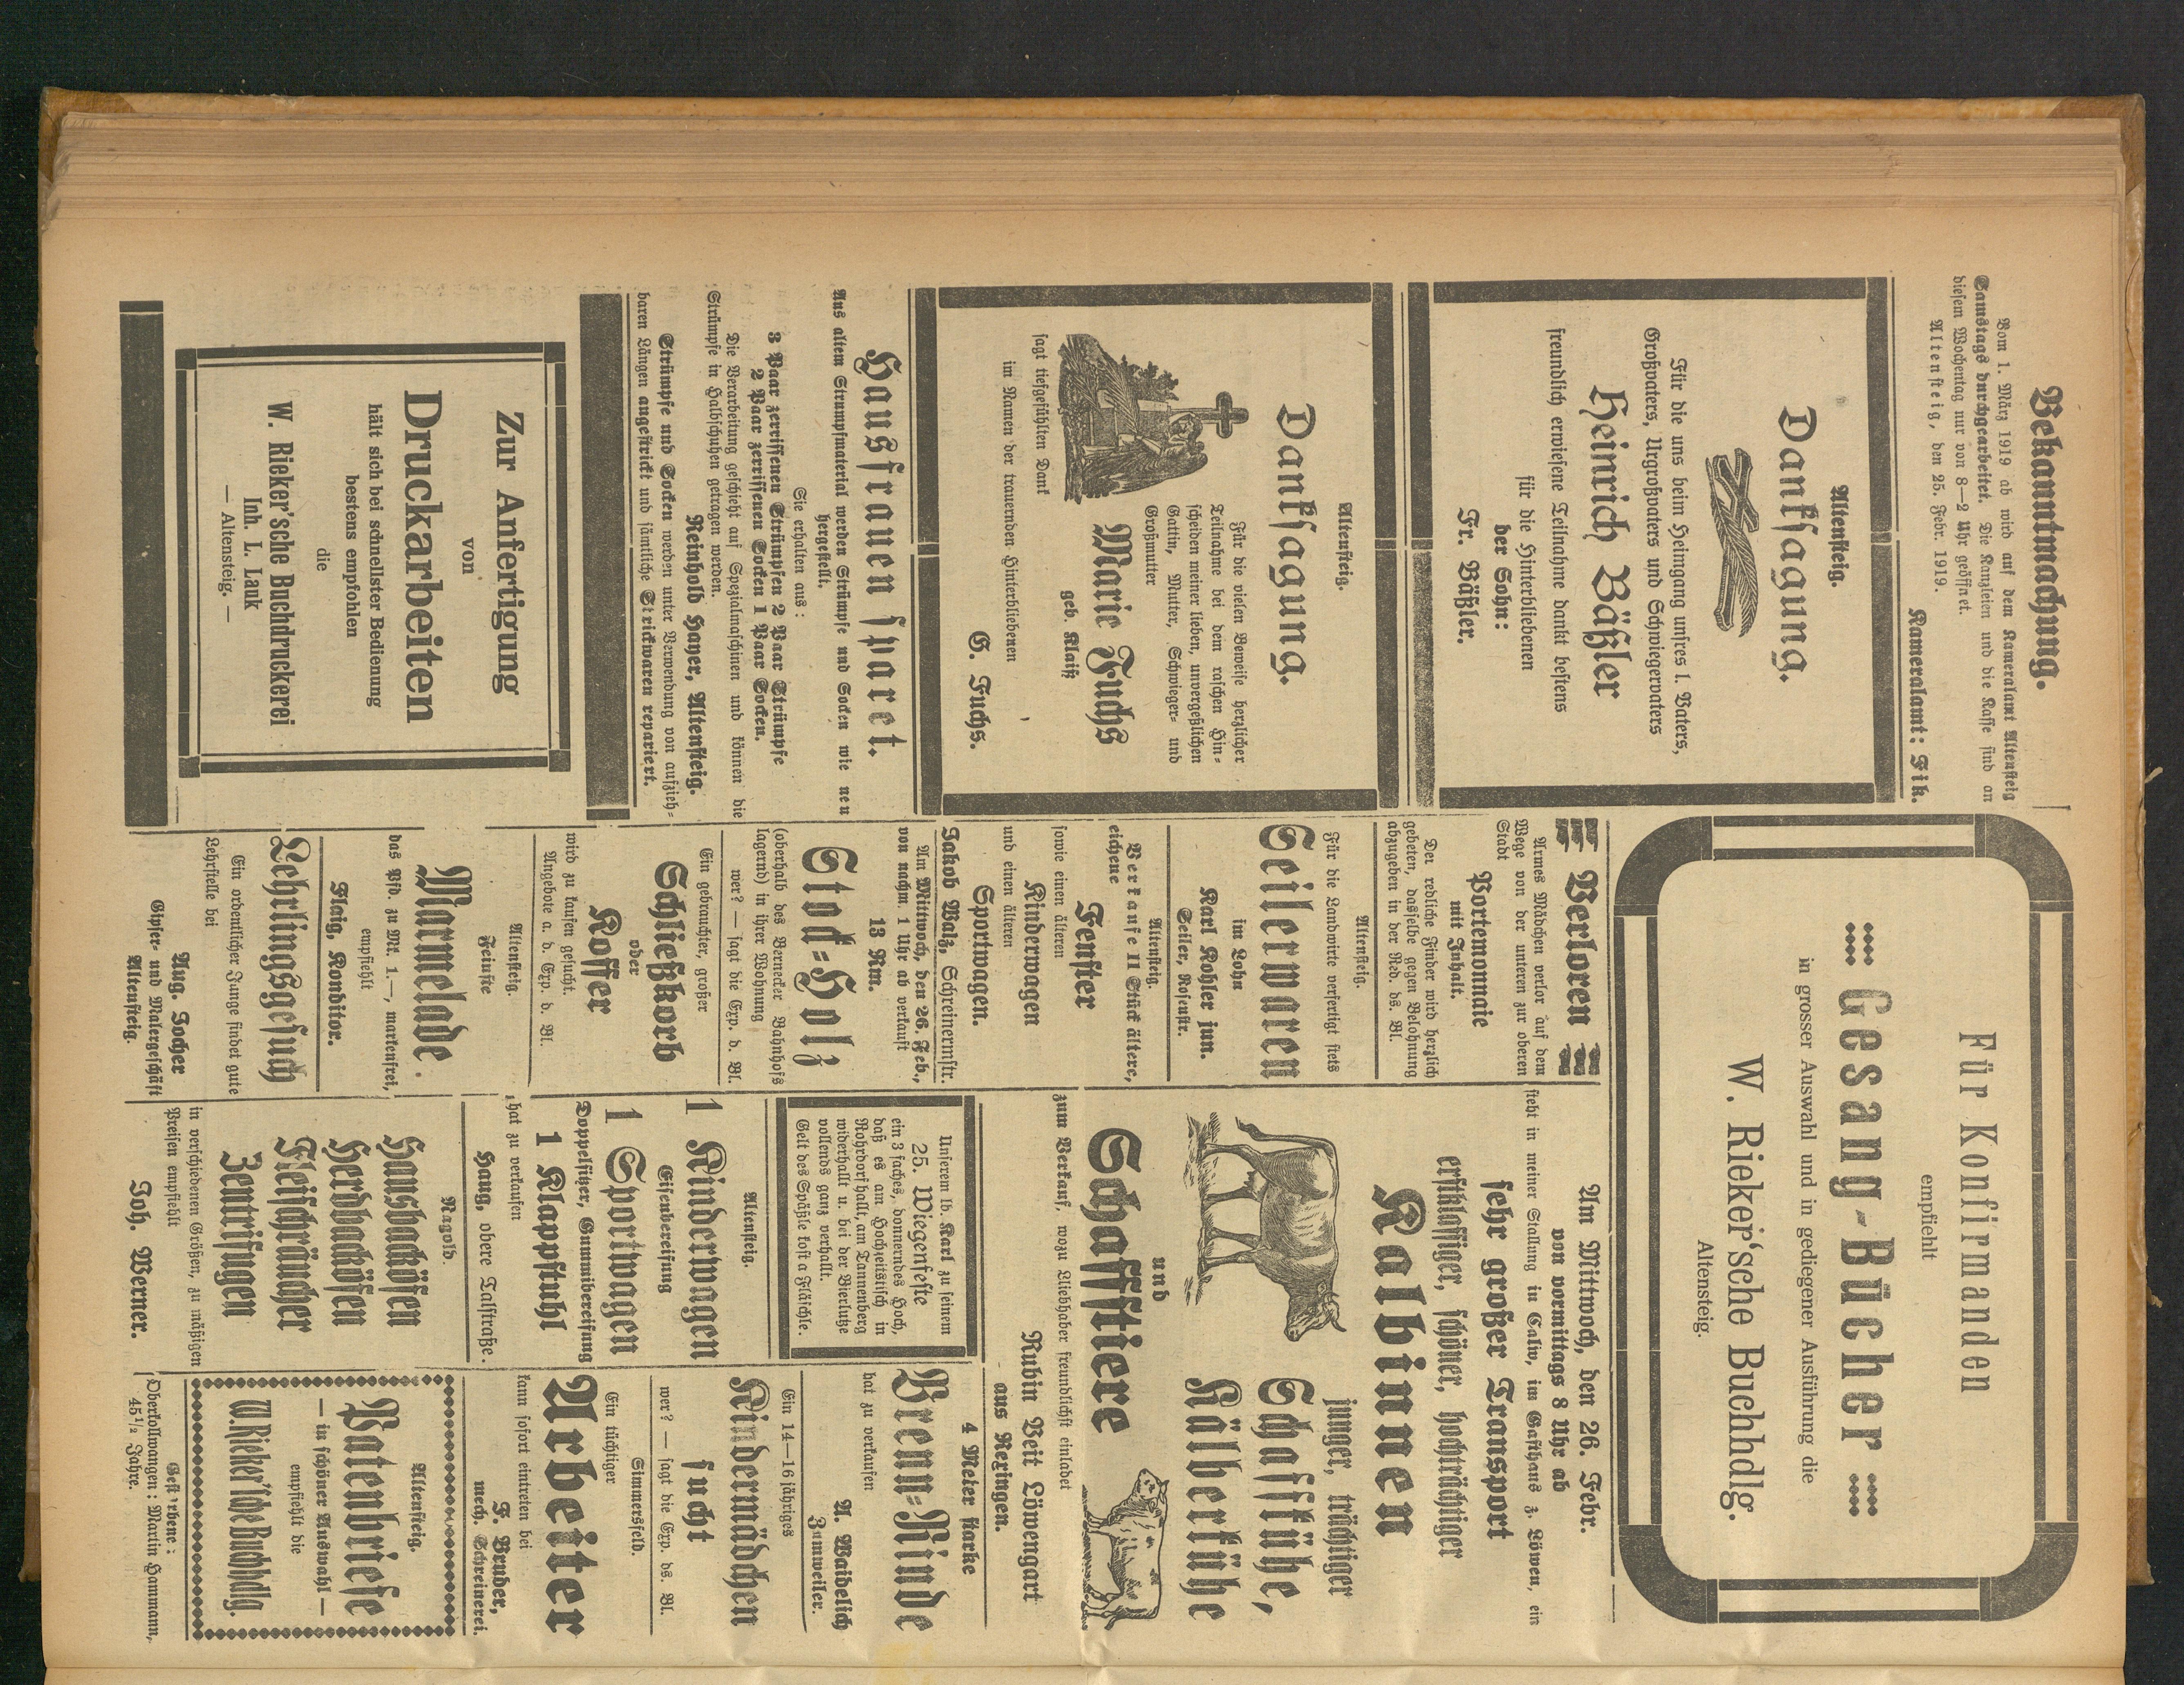 Bekanntmachung.
Vom 1. März 1919 ab wird auf dem Kameralamt Altensteig
Samstags durchgearbeitet. Die Kanzleien und die Kasse sind an
diesem Wochentag nur von 8—2 Uhr geöffnet.
Altensteig, den 25. Febr. 1919.
Kameralamt: Fik.
Altensteig.
Danksagung.
Für die uns beim Heimgang unsres l. Vaters,
Großvaters, Urgroßvaters und Schwiegervaters
Heinrich Bäßler
freundlich erwiesene Teilnahme dankt bestens
für die Hinterbliebenen
der Sohn:
Fr. Bäßler.
Altensteig.
Danksagung.
Für die vielen Beweise herzlicher
Teilnahme bei dem raschen Hin-
scheiden meiner lieben, unvergeßlichen
Gattin, Mutter, Schwieger- und
Großmutter
Marie Fuchs
geb. Klaiß
sagt tiefgefühlten Dank
im Namen der trauernden Hinterbliebenen
G. Fuchs.
Hausfrauen sparet.
Aus altem Strumpfmaterial werden Strümpfe und Socken wie neu
hergestellt.
Sie erhalten aus:
3 Paar zerrissenen Strümpfen 2 Paar Strümpfe
2 Paar zerrissenen Socken 1 Paar Socken.
Die Verarbeitung geschieht auf Spezialmaschinen und können die
Strümpfe in Halbschuhen getragen werden.
Reinhold Hayer, Altensteig.
Strümpfe und Socken werden unter Verwendung von aufzieh-
baren Längen angestrickt und sämtliche Strickwaren repariert.
Zur Anfertigung
von
Druckarbeiten
hält sich bei schnellster Bedienung
bestens empfohlen
die
W. Rieker'sche Buchdruckerei
Inh. L. Lauk
— Altensteig. —
Für Konfirmanden
empfiehlt
Gesang-Bücher
in grosser Auswahl und in gediegener Ausführung die
W. Rieker'sche Buchhdlg.
Altensteig.
Verloren
Armes Mädchen verlor auf dem
Wege von der unteren zur oberen
Stadt
Portemonnaie
mit Inhalt.
Der redliche Finder wird herzlich
gebeten, dasselbe gegen Belohnung
abzugeben in der Red. ds. Bl.
Altensteig.
Für die Landwirte verfertigt stets
Seilerwaren
im Lohn
Karl Kohler jun.
Seiler, Rosenstr.
Altensteig.
Verkaufe 11 Stück ältere,
eichene
Fenster
sowie einen älteren
Kinderwagen
und einen älteren
Sportwagen.
Jakob Walz, Schreinermstr.
Am Mittwoch, den 26. Feb.,
von nachm. 1 Uhr ab verkauft
13 Rm.
Stock-Holz
(oberhalb des Bernecker Bahnhofs
lagernd) in ihrer Wohnung
wer? — sagt die Exp. d. Bl.
Ein gebrauchter, großer
Schließkorb
oder
Koffer
wird zu kaufen gesucht.
Angebote a. d. Exp. d. Bl.
Altensteig.
Feinste
Marmelade
das Pfd. zu Mk. 1.—, markenfrei,
empfiehlt
Flaig, Konditor.
Lehrlingsgesuch
Ein ordentlicher Junge findet gute
Lehrstelle bei
Aug. Jocher
Gipser- und Malergeschäft
Altensteig.
Am Mittwoch, den 26. Febr.
von vormittags 8 Uhr ab
steht in meiner Stallung in Calw, im Gasthaus z. Löwen, ein
sehr großer Transport
erstklassiger, schöner, hochträchtiger
Kalbinnen
junger, trächtiger
Schaffkühe,
Kälberkühe
und
Schaffstiere
zum Verkauf, wozu Liebhaber freundlichst einladet
Rubin Veit Löwengart
aus Rexingen.
Unserem lb. Karl zu seinem
25. Wiegenfeste
ein 3 faches, donnerndes Hoch,
daß es am Hochzeitstisch in
Rohrdorf hallt, am Tannenberg
widerhallt u. bei der Bierlutze
vollends ganz verhallt.
Gelt des Späßle kost a Fläschle.
Altensteig.
1 Kinderwagen
Eisenbereifung
1 Sportwagen
Doppelsitzer, Gummibereifung
1 Klappstuhl
hat zu verkaufen
Haug, obere Talstraße.
Nagold.
Hausbacköfen
Herdbacköfen
Fleischräucher
Zentrifugen
in verschiedenen Größen, zu mäßigen
Preisen empfiehlt
Joh. Werner.
4 Meter starke
Brenn-Rinde
hat zu verkaufen
A. Waidelich
Zumweiler.
Ein 14—16 jähriges
Kindermädchen
sucht
wer? — sagt die Exp. ds. Bl.
Simmersfeld.
Ein tüchtiger
Arbeiter
kann sofort eintreten bei
F. Bruder,
mech. Schreinerei.
Altensteig.
Patenbriefe
— in schöner Auswahl —
empfiehlt die
W. Rieker'sche Buchhdlg.
Gestorbene:
Oberkollwangen: Martin Hammann,
45½ Jahre.